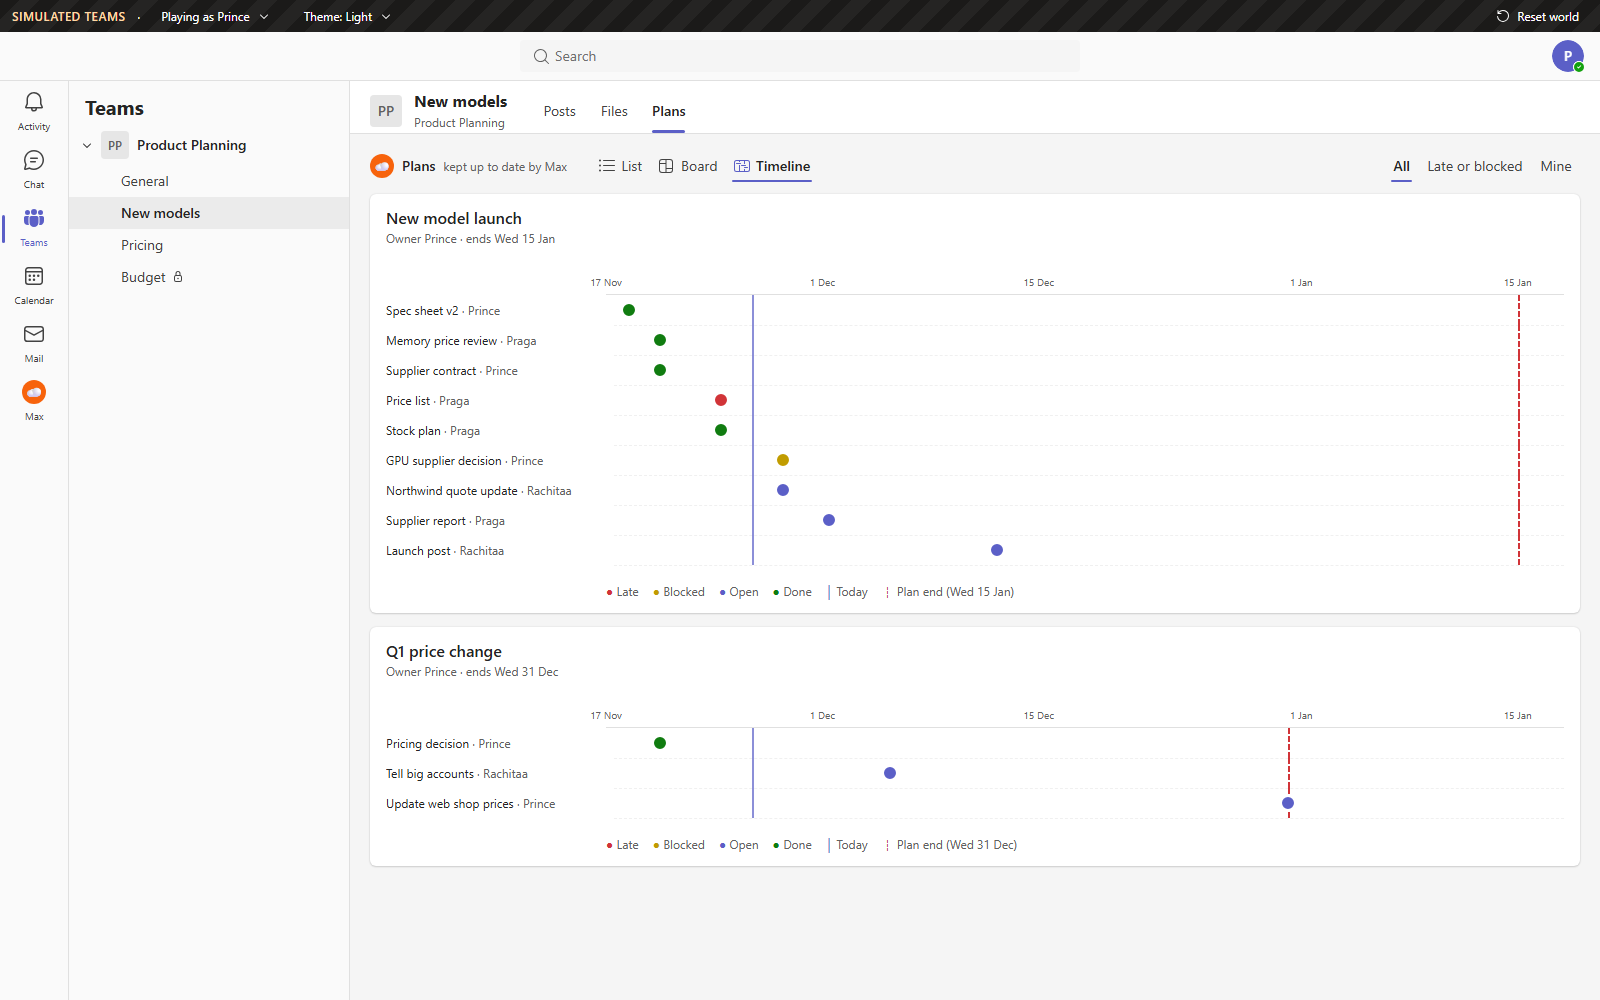 SIMULATED TEAMS · Playing as Prince Theme: Light Reset world
Search
P
Activity
Chat
Teams
Calendar
Mail
Max
Teams
PP Product Planning
General
New models
Pricing
Budget
PP New models
Product Planning
Posts Files Plans
Plans kept up to date by Max List Board Timeline All Late or blocked Mine
New model launch
Owner Prince · ends Wed 15 Jan
17 Nov 1 Dec 15 Dec 1 Jan 15 Jan
Spec sheet v2 · Prince
Memory price review · Praga
Supplier contract · Prince
Price list · Praga
Stock plan · Praga
GPU supplier decision · Prince
Northwind quote update · Rachitaa
Supplier report · Praga
Launch post · Rachitaa
Late Blocked Open Done Today Plan end (Wed 15 Jan)
Q1 price change
Owner Prince · ends Wed 31 Dec
17 Nov 1 Dec 15 Dec 1 Jan 15 Jan
Pricing decision · Prince
Tell big accounts · Rachitaa
Update web shop prices · Prince
Late Blocked Open Done Today Plan end (Wed 31 Dec)